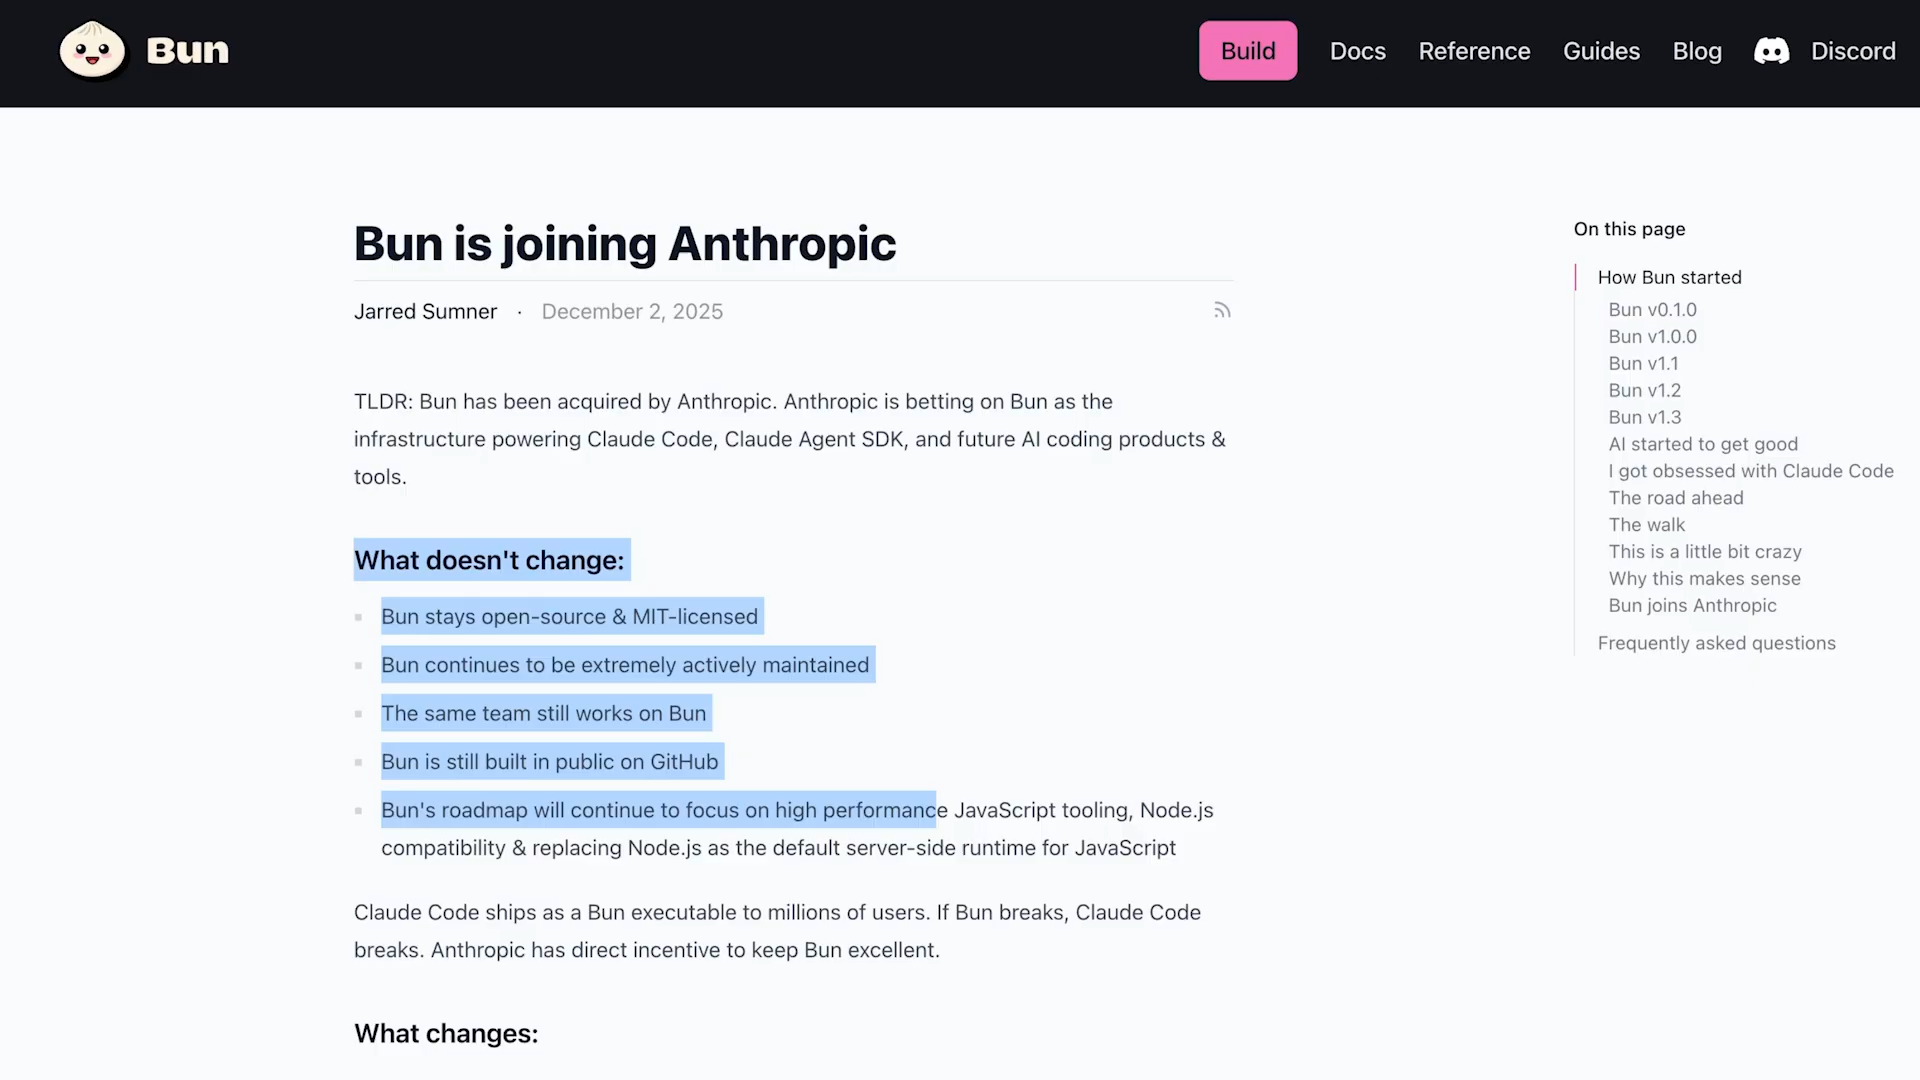 Bun
Build
Docs
Reference
Guides
Blog
Discord
Bun is joining Anthropic
Jarred Sumner · December 2, 2025
TLDR: Bun has been acquired by Anthropic. Anthropic is betting on Bun as the
infrastructure powering Claude Code, Claude Agent SDK, and future AI coding products &
tools.
What doesn't change:
Bun stays open-source & MIT-licensed
Bun continues to be extremely actively maintained
The same team still works on Bun
Bun is still built in public on GitHub
Bun's roadmap will continue to focus on high performance JavaScript tooling, Node.js
compatibility & replacing Node.js as the default server-side runtime for JavaScript
Claude Code ships as a Bun executable to millions of users. If Bun breaks, Claude Code
breaks. Anthropic has direct incentive to keep Bun excellent.
What changes:
On this page
How Bun started
Bun v0.1.0
Bun v1.0.0
Bun v1.1
Bun v1.2
Bun v1.3
AI started to get good
I got obsessed with Claude Code
The road ahead
The walk
This is a little bit crazy
Why this makes sense
Bun joins Anthropic
Frequently asked questions